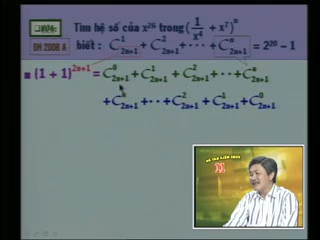 Tìm hệ số của x²⁶ trong (1/x⁴ + x⁷)ⁿ
ĐH 2006 A
biết : C¹₂ₙ₊₁ + C²₂ₙ₊₁ + ··· + Cⁿ₂ₙ₊₁ = 2²⁰ − 1
(1 + 1)²ⁿ⁺¹ = C⁰₂ₙ₊₁ + C¹₂ₙ₊₁ + C²₂ₙ₊₁ + ··· + Cⁿ₂ₙ₊₁
+ Cⁿ₂ₙ₊₁ + ·· + C²₂ₙ₊₁ + C¹₂ₙ₊₁ + C⁰₂ₙ₊₁